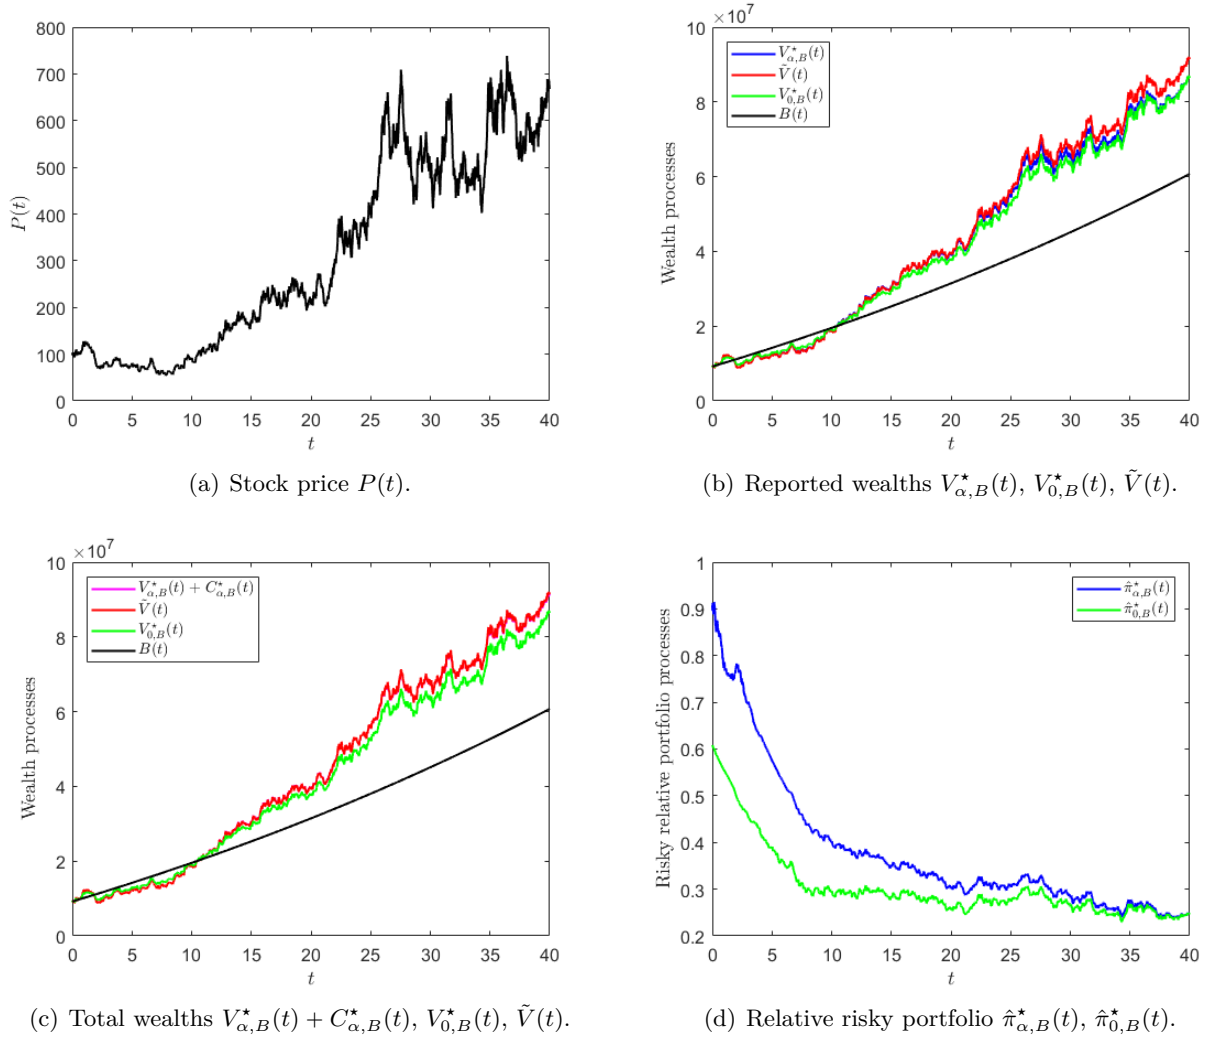 800
700
600
500
400
300
200
100
0
P(t)
0 5 10 15 20 25 30 35 40
t
(a) Stock price P(t).
×10⁷
10
8
6
4
2
0
Wealth processes
V⋆α,B(t)
Ṽ(t)
V⋆0,B(t)
B(t)
0 5 10 15 20 25 30 35 40
t
(b) Reported wealths V⋆α,B(t), V⋆0,B(t), Ṽ(t).
×10⁷
10
8
6
4
2
0
Wealth processes
V⋆α,B(t) + C⋆α,B(t)
Ṽ(t)
V⋆0,B(t)
B(t)
0 5 10 15 20 25 30 35 40
t
(c) Total wealths V⋆α,B(t) + C⋆α,B(t), V⋆0,B(t), Ṽ(t).
1
0.9
0.8
0.7
0.6
0.5
0.4
0.3
0.2
Risky relative portfolio processes
π̂⋆α,B(t)
π̂⋆0,B(t)
0 5 10 15 20 25 30 35 40
t
(d) Relative risky portfolio π̂⋆α,B(t), π̂⋆0,B(t).